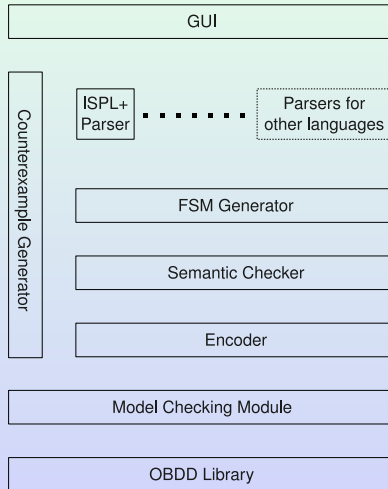 GUI
Counterexample Generator
ISPL+
Parser
Parsers for
other languages
FSM Generator
Semantic Checker
Encoder
Model Checking Module
OBDD Library